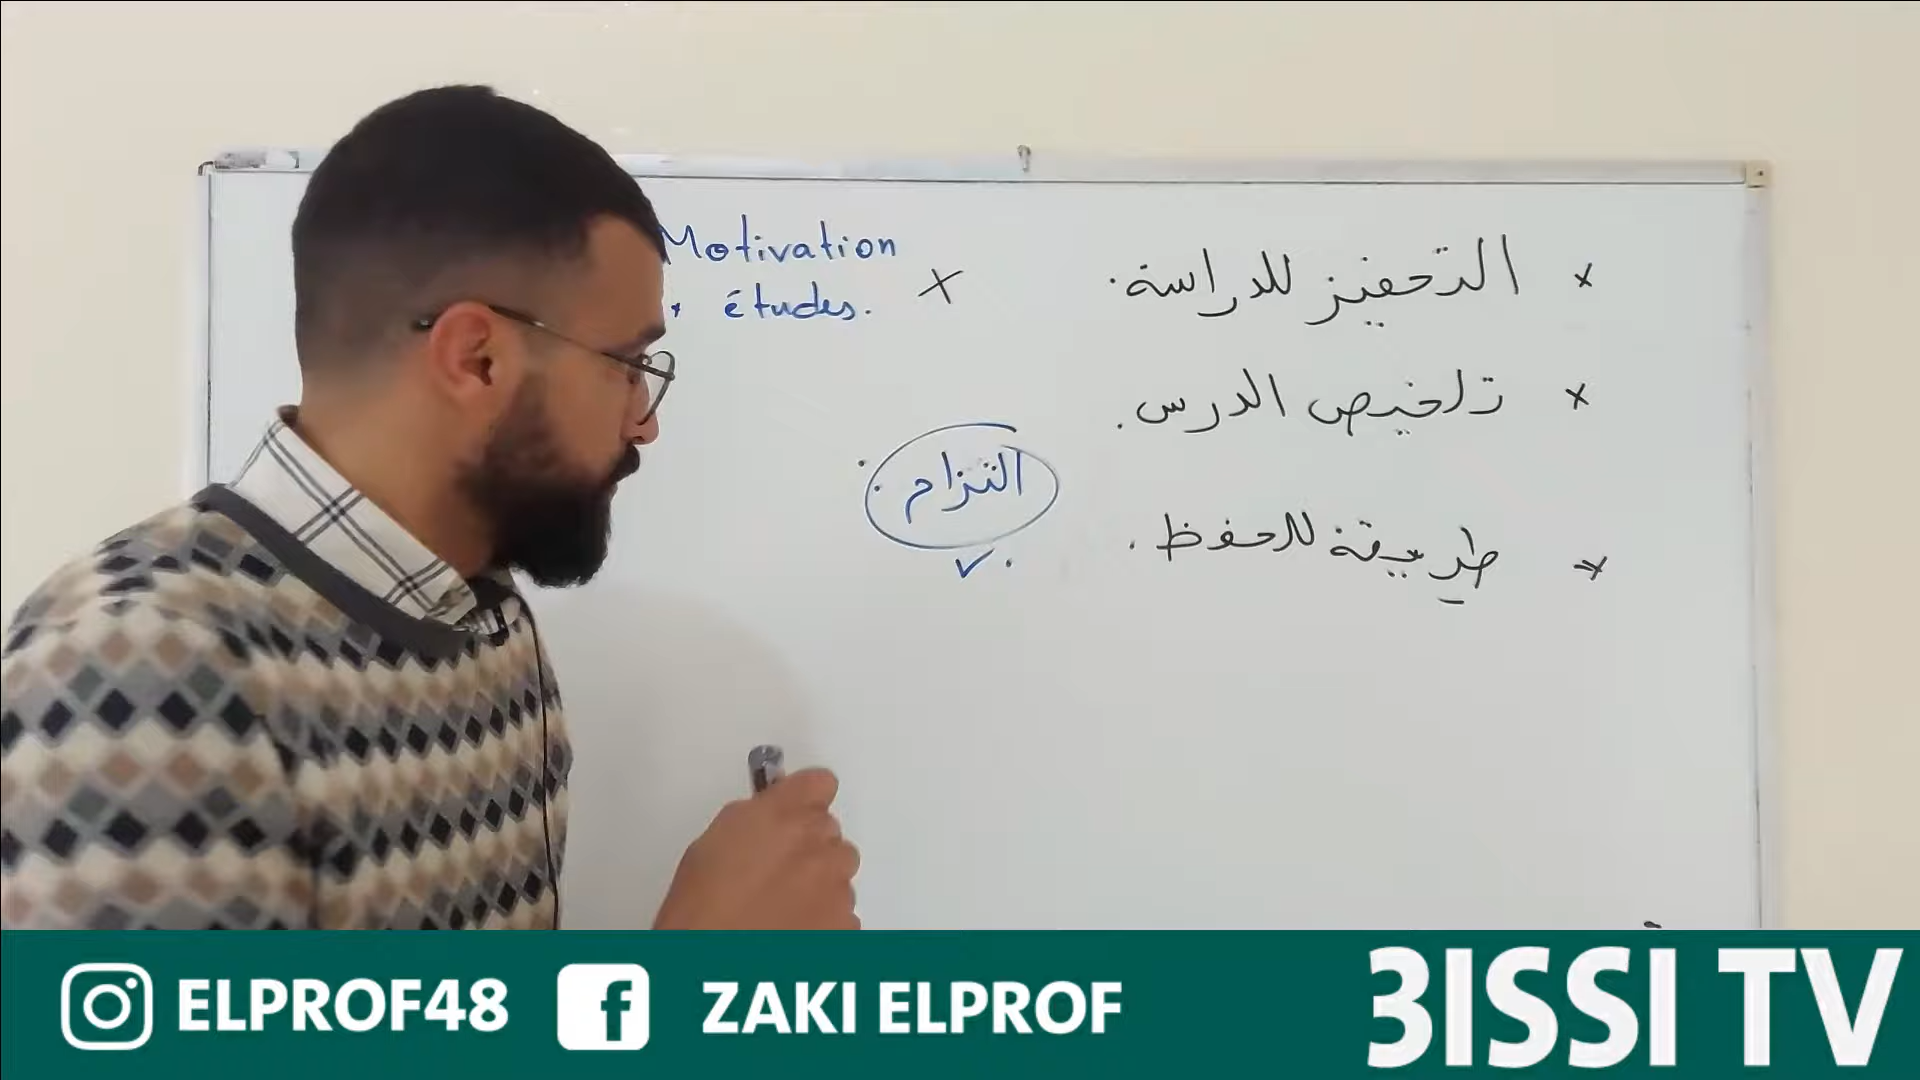 Motivation
+ études.
التحفيز للدراسة.
تلخيص الدرس.
التزام
طريقة للحفظ.
ELPROF48
ZAKI ELPROF
3ISSI TV